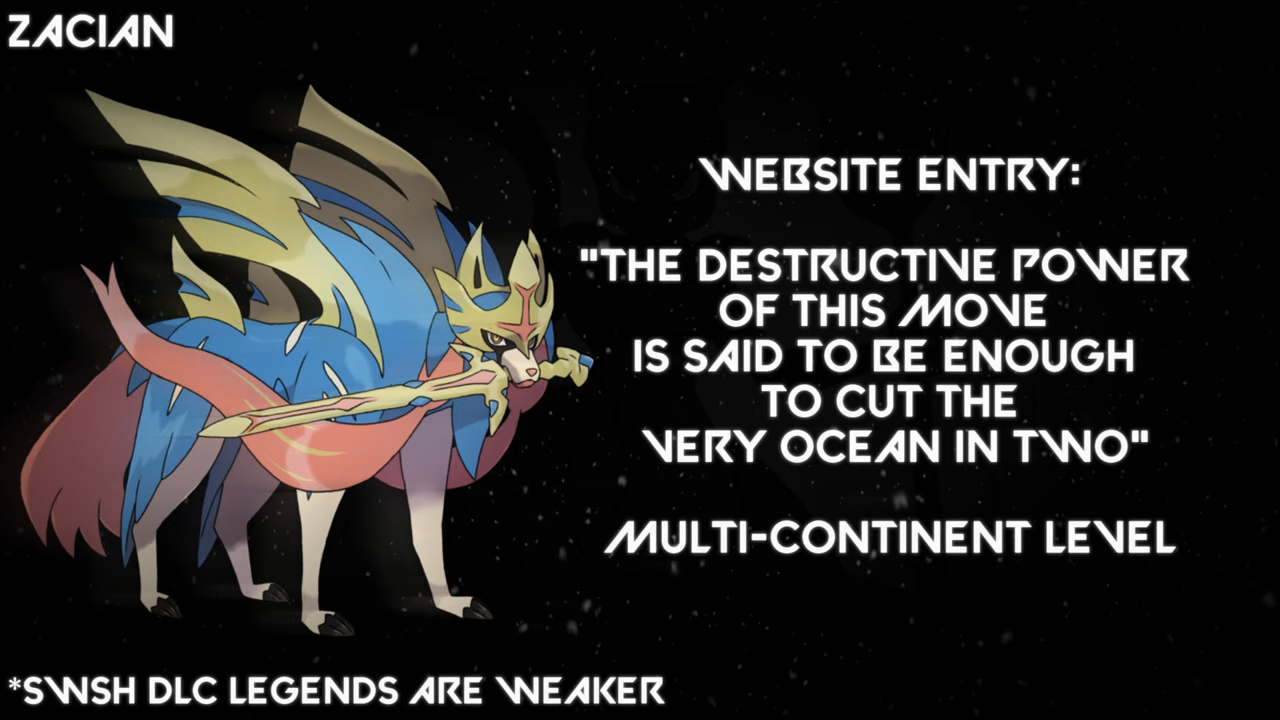 ZACIAN
WEBSITE ENTRY:
"THE DESTRUCTIVE POWER
OF THIS MOVE
IS SAID TO BE ENOUGH
TO CUT THE
VERY OCEAN IN TWO"
MULTI-CONTINENT LEVEL
*SWSH DLC LEGENDS ARE WEAKER